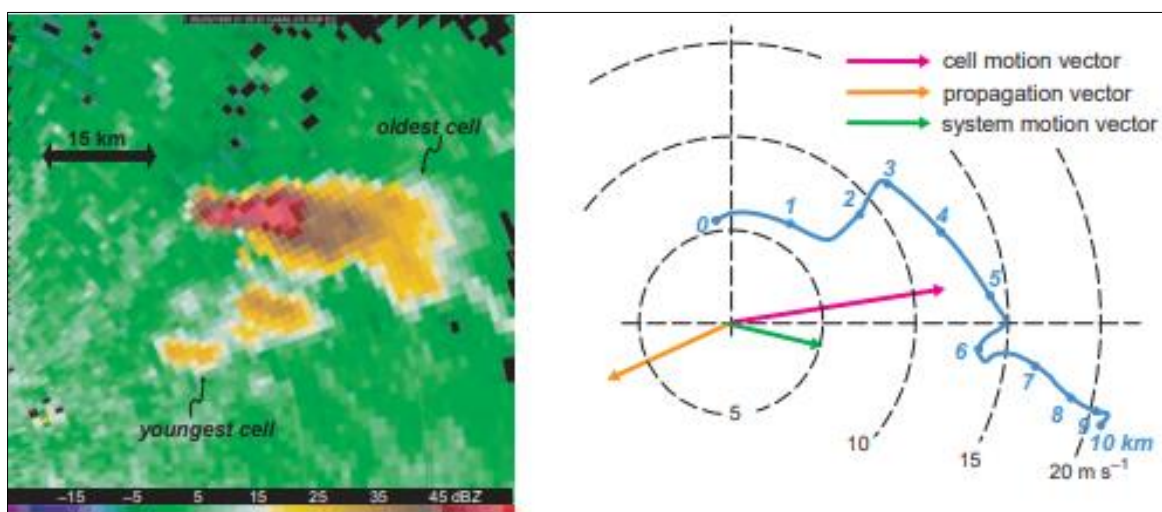 15 km
oldest cell
youngest cell
−15 −5 5 15 25 35 45 dBZ
cell motion vector
propagation vector
system motion vector
0
1
2
3
4
5
6
7
8
9
10 km
5
10
15
20 m s⁻¹